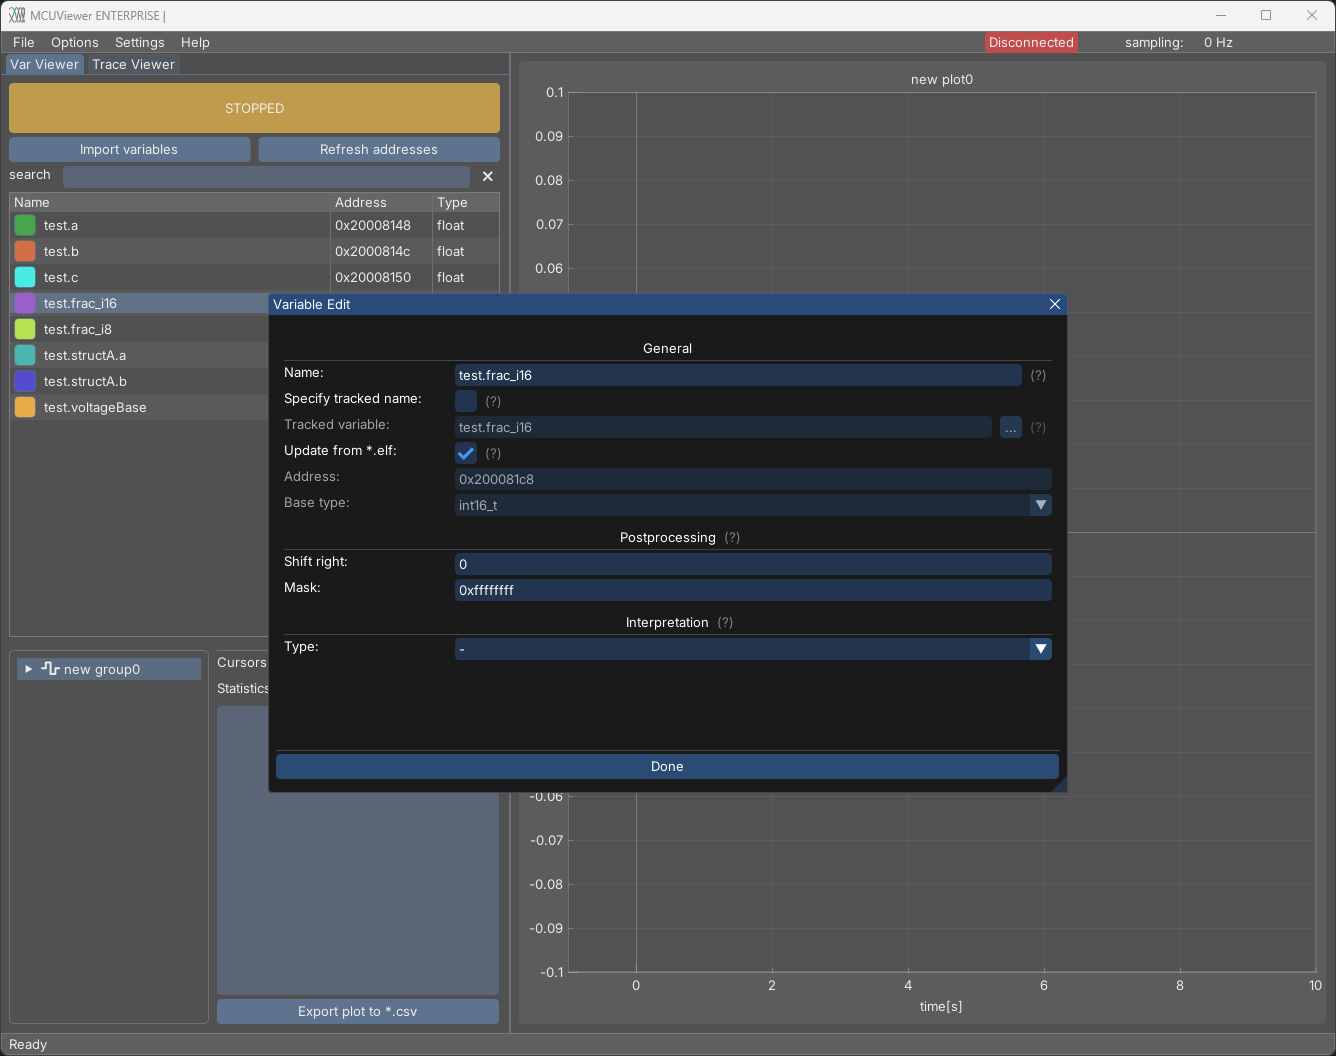 MCUViewer ENTERPRISE |
File Options Settings Help Disconnected sampling: 0 Hz
Var Viewer Trace Viewer
STOPPED
Import variables Refresh addresses
search
Name Address Type
test.a 0x20008148 float
test.b 0x2000814c float
test.c 0x20008150 float
test.frac_i16
test.frac_i8
test.structA.a
test.structA.b
test.voltageBase
new group0
Cursors
Statistics
Export plot to *.csv
Ready
new plot0
0.1
0.09
0.08
0.07
0.06
-0.06
-0.07
-0.08
-0.09
-0.1
0 2 4 6 8 10
time[s]
Variable Edit
General
Name: test.frac_i16 (?)
Specify tracked name: (?)
Tracked variable: test.frac_i16 ... (?)
Update from *.elf: (?)
Address: 0x200081c8
Base type: int16_t
Postprocessing (?)
Shift right: 0
Mask: 0xffffffff
Interpretation (?)
Type: -
Done